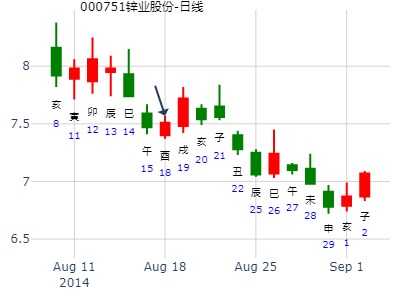 000751锌业股份-日线
8
7.5
7
6.5
亥
8
寅
11
卯
12
辰
13
巳
14
午
15
酉
18
戌
19
亥
20
子
21
丑
22
辰
25
巳
26
午
27
未
28
申
29
亥
1
子
2
Aug 11
2014
Aug 18
Aug 25
Sep 1